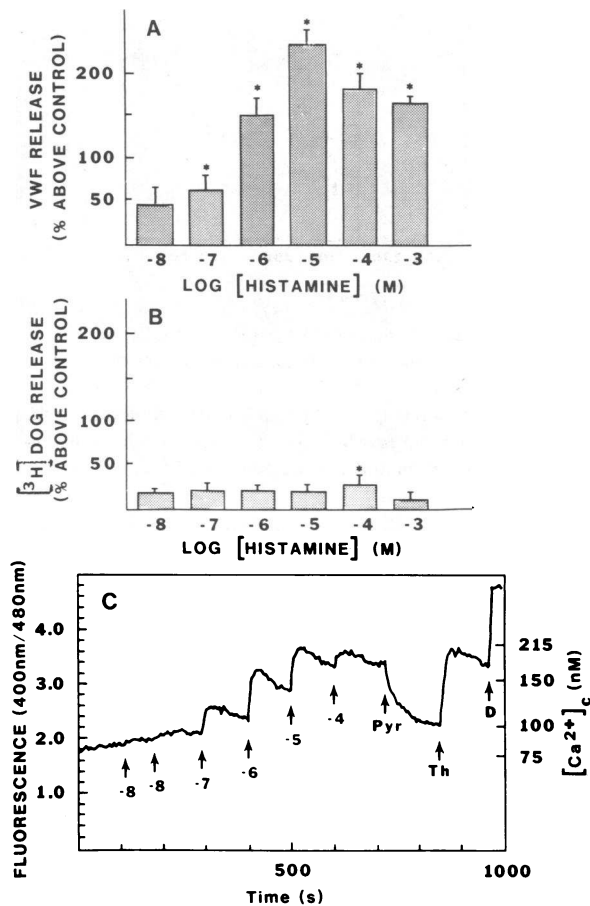 A
VWF RELEASE
(% ABOVE CONTROL)
200
100
50
* * * * *
-8 -7 -6 -5 -4 -3
LOG [HISTAMINE] (M)
B
[3H] DOG RELEASE
(% ABOVE CONTROL)
200
100
50
*
-8 -7 -6 -5 -4 -3
LOG [HISTAMINE] (M)
C
FLUORESCENCE (400nm/480nm)
4.0
3.0
2.0
1.0
-8 -8 -7 -6 -5 -4 Pyr Th D
215
150
100
75
[Ca2+]c (nM)
500 1000
Time (s)